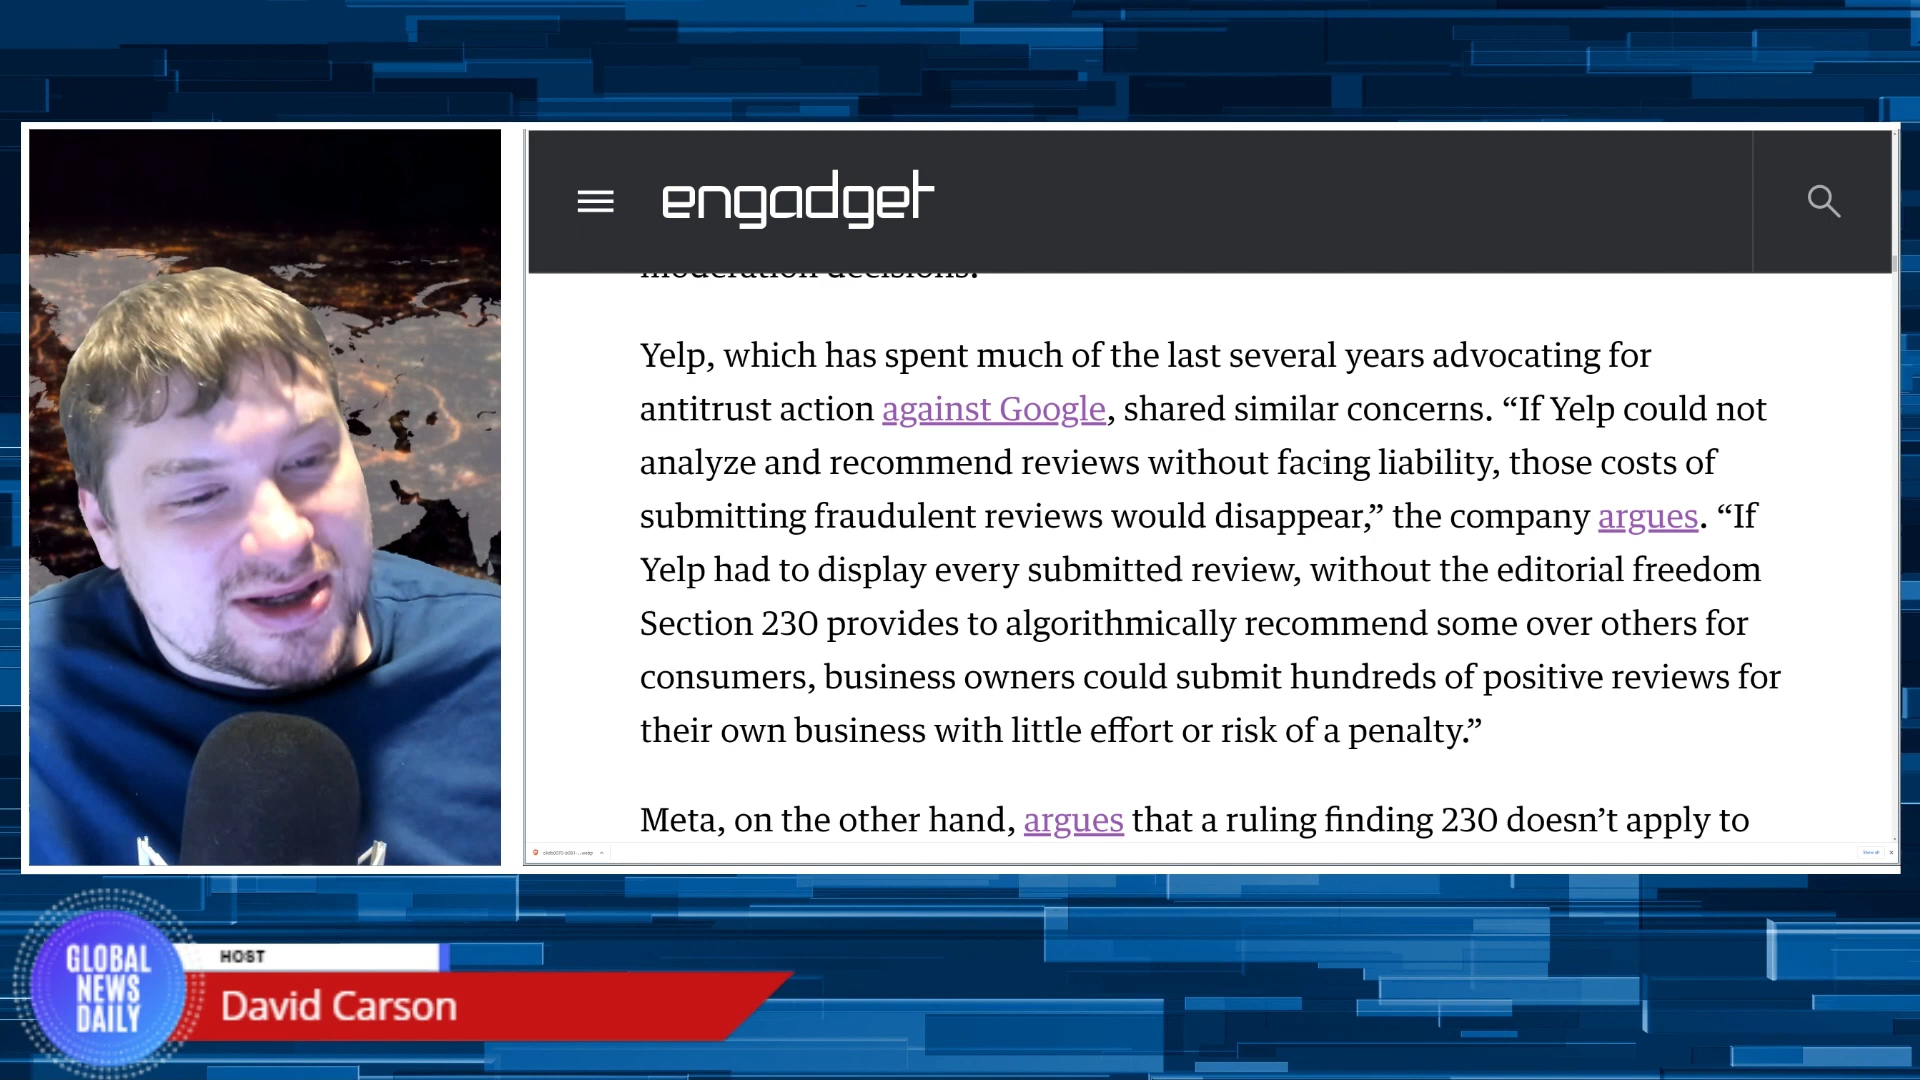 engadget
moderation decisions.
Yelp, which has spent much of the last several years advocating for
antitrust action against Google, shared similar concerns. “If Yelp could not
analyze and recommend reviews without facing liability, those costs of
submitting fraudulent reviews would disappear,” the company argues. “If
Yelp had to display every submitted review, without the editorial freedom
Section 230 provides to algorithmically recommend some over others for
consumers, business owners could submit hundreds of positive reviews for
their own business with little effort or risk of a penalty.”
Meta, on the other hand, argues that a ruling finding 230 doesn’t apply to
Show all
GLOBAL
NEWS
DAILY
HOST
David Carson